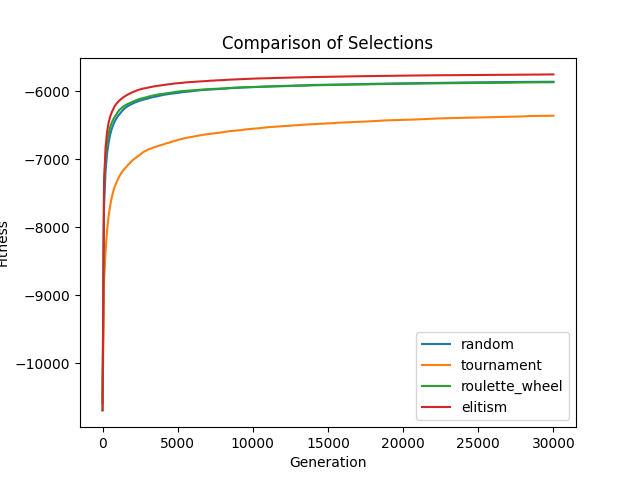 Comparison of Selections
−6000
−7000
−8000
−9000
−10000
Fitness
0 5000 10000 15000 20000 25000 30000
Generation
random
tournament
roulette_wheel
elitism